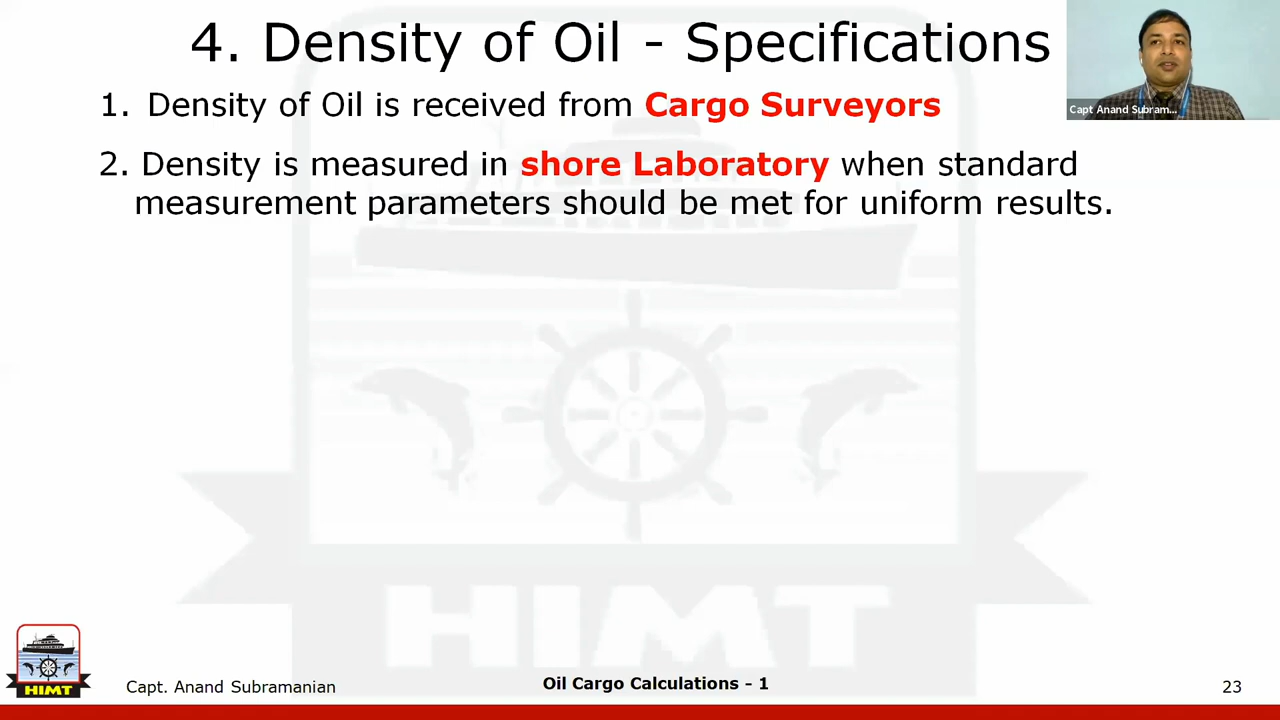 4. Density of Oil - Specifications
Capt Anand Subram...
1. Density of Oil is received from Cargo Surveyors
2. Density is measured in shore Laboratory when standard
measurement parameters should be met for uniform results.
HIMT
HIMT
Capt. Anand Subramanian
Oil Cargo Calculations - 1
23